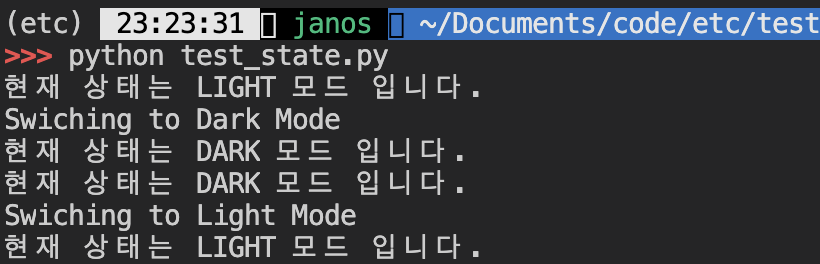 (etc) 23:23:31 janos ~/Documents/code/etc/test
>>> python test_state.py
현재 상태는 LIGHT 모드 입니다.
Swiching to Dark Mode
현재 상태는 DARK 모드 입니다.
현재 상태는 DARK 모드 입니다.
Swiching to Light Mode
현재 상태는 LIGHT 모드 입니다.